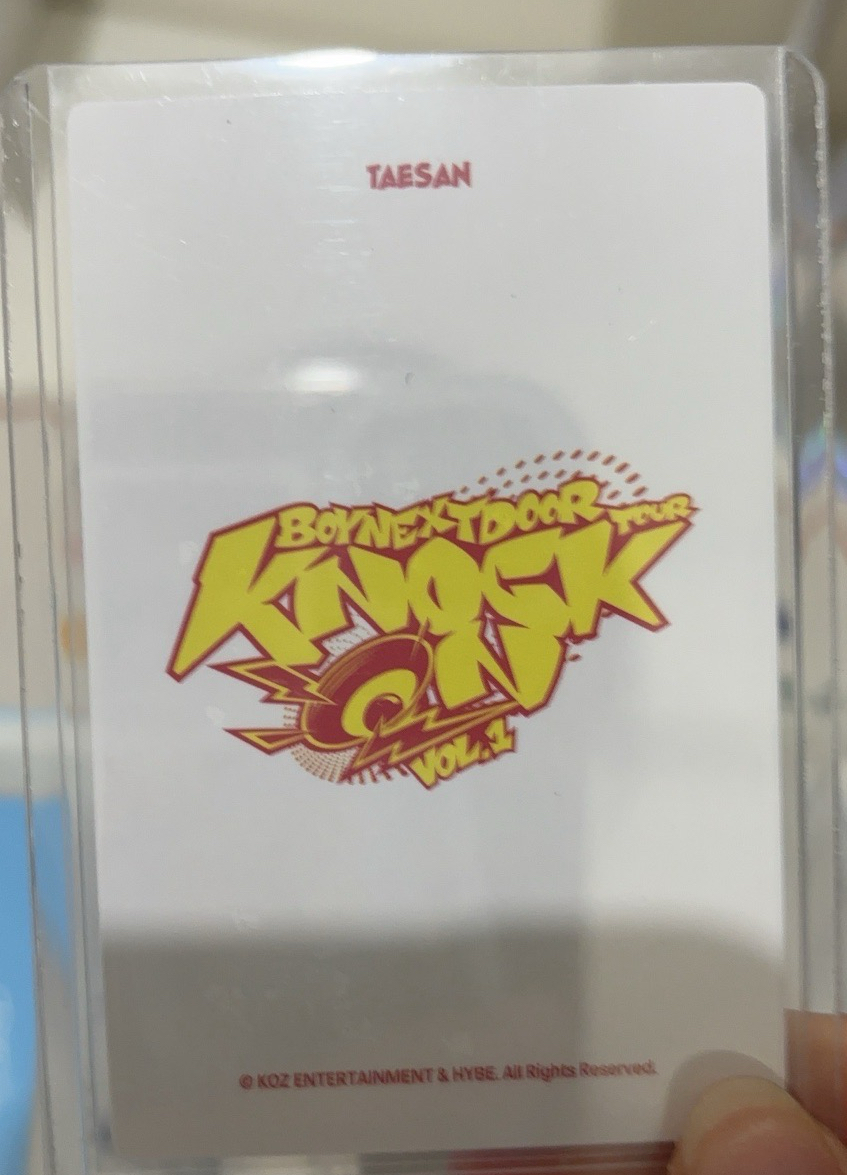 TAESAN
BOYNEXTDOOR TOUR
KNOCK
ON
VOL.1
© KOZ ENTERTAINMENT & HYBE. All Rights Reserved.